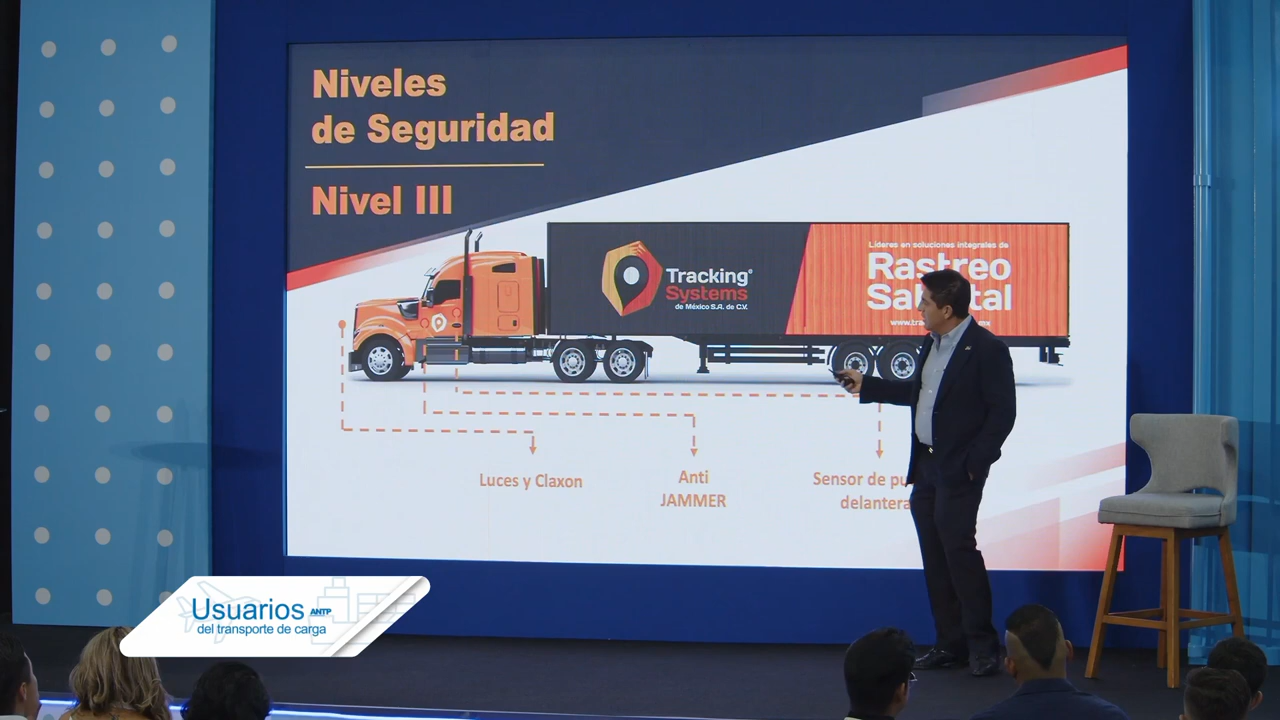 Niveles
de Seguridad
Nivel III
Tracking®
Systems
de México S.A. de C.V.
Líderes en soluciones integrales de
Rastreo
Luces y Claxon
Anti
JAMMER
Sensor de
delantera
Usuarios ANTP
del transporte de carga